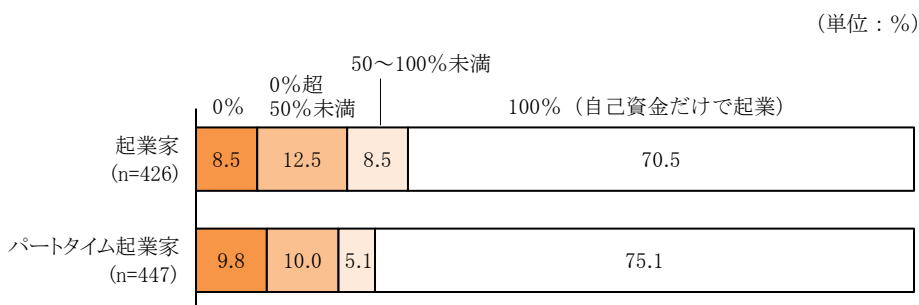 （単位：％）
50～100％未満
0％超
0％ 50％未満 100％（自己資金だけで起業）
起業家
(n=426)
8.5 12.5 8.5 70.5
パートタイム起業家
(n=447)
9.8 10.0 5.1 75.1